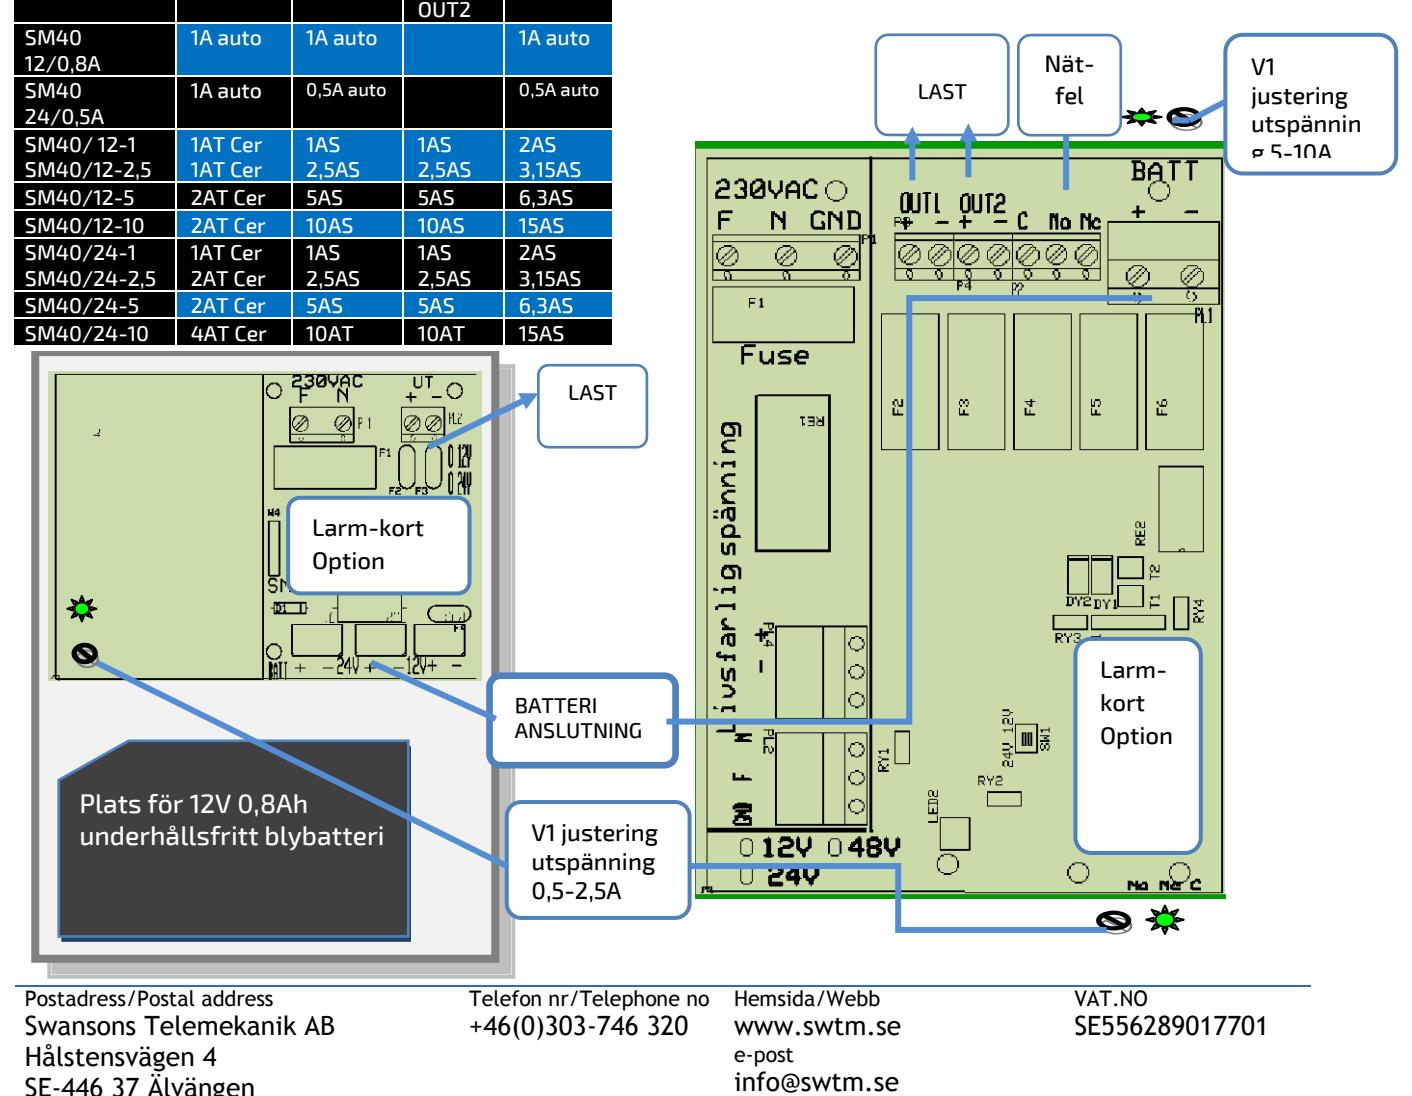 OUT2
SM40 12/0,8A 1A auto 1A auto 1A auto
SM40 24/0,5A 1A auto 0,5A auto 0,5A auto
SM40/ 12-1 1AT Cer 1AS 1AS 2AS
SM40/12-2,5 1AT Cer 2,5AS 2,5AS 3,15AS
SM40/12-5 2AT Cer 5AS 5AS 6,3AS
SM40/12-10 2AT Cer 10AS 10AS 15AS
SM40/24-1 1AT Cer 1AS 1AS 2AS
SM40/24-2,5 2AT Cer 2,5AS 2,5AS 3,15AS
SM40/24-5 2AT Cer 5AS 5AS 6,3AS
SM40/24-10 4AT Cer 10AT 10AT 15AS
LAST
Nät-
fel
V1
justering
utspännin
g 5-10A
230VAC
F N GND
P1
OUT1 OUT2
+ - + - C No Nc
P4
BATT
+ -
PL1
F1
Fuse
F2 F3 F4 F5 F6
RE1
Livsfarlig spänning
RE2
T2
DY2 DY1 T1
RY3
RY4
Larm-
kort
Option
PL4
+
-
PL2
N
F
GND
RY1
24V 12V
SW1
RY2
LED2
12V 48V
24V
No Nc C
230VAC UT
F N + -
P1 PL2
F1
F2 F3
12V
24V
W4
Larm-kort
Option
D1
F4
BATT + - 24V + - 12V+ -
LAST
BATTERI
ANSLUTNING
Plats för 12V 0,8Ah
underhållsfritt blybatteri
V1 justering
utspänning
0,5-2,5A
Postadress/Postal address
Swansons Telemekanik AB
Hålstensvägen 4
SE-446 37 Älvängen
Telefon nr/Telephone no
+46(0)303-746 320
Hemsida/Webb
www.swtm.se
e-post
info@swtm.se
VAT.NO
SE556289017701